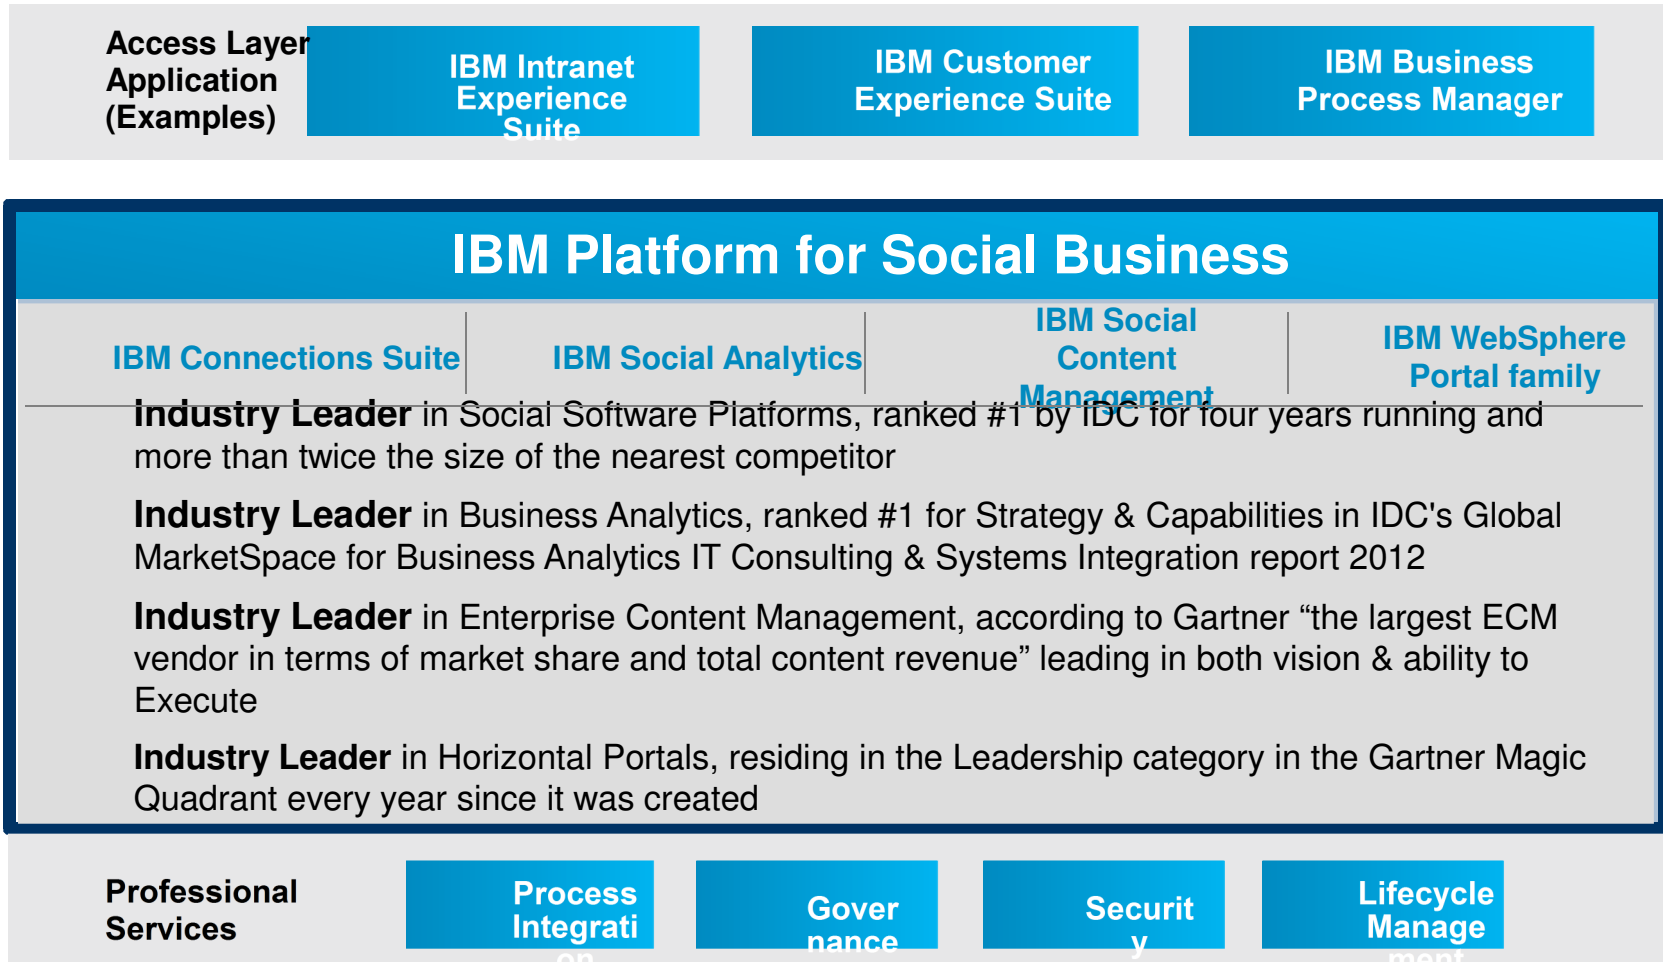 Access Layer
Application
(Examples)
IBM Intranet
Experience
Suite
IBM Customer
Experience Suite
IBM Business
Process Manager
IBM Platform for Social Business
IBM Connections Suite
IBM Social Analytics
IBM Social
Content
Management
IBM WebSphere
Portal family
Industry Leader in Social Software Platforms, ranked #1 by IDC for four years running and
more than twice the size of the nearest competitor
Industry Leader in Business Analytics, ranked #1 for Strategy & Capabilities in IDC's Global
MarketSpace for Business Analytics IT Consulting & Systems Integration report 2012
Industry Leader in Enterprise Content Management, according to Gartner “the largest ECM
vendor in terms of market share and total content revenue” leading in both vision & ability to
Execute
Industry Leader in Horizontal Portals, residing in the Leadership category in the Gartner Magic
Quadrant every year since it was created
Professional
Services
Process
Integrati
on
Gover
nance
Securit
y
Lifecycle
Manage
ment